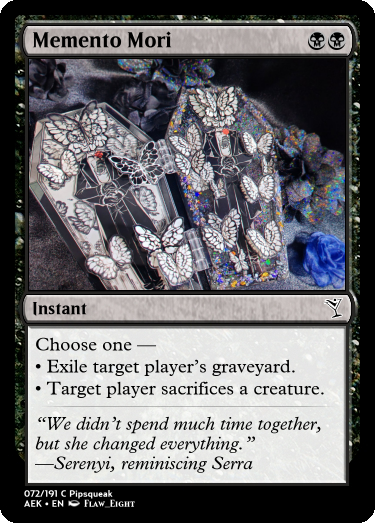 Memento Mori
Instant
Choose one —
• Exile target player's graveyard.
• Target player sacrifices a creature.
“We didn't spend much time together,
but she changed everything.”
—Serenyi, reminiscing Serra
072/191 C Pipsqueak
AEK • EN Flaw_Eight